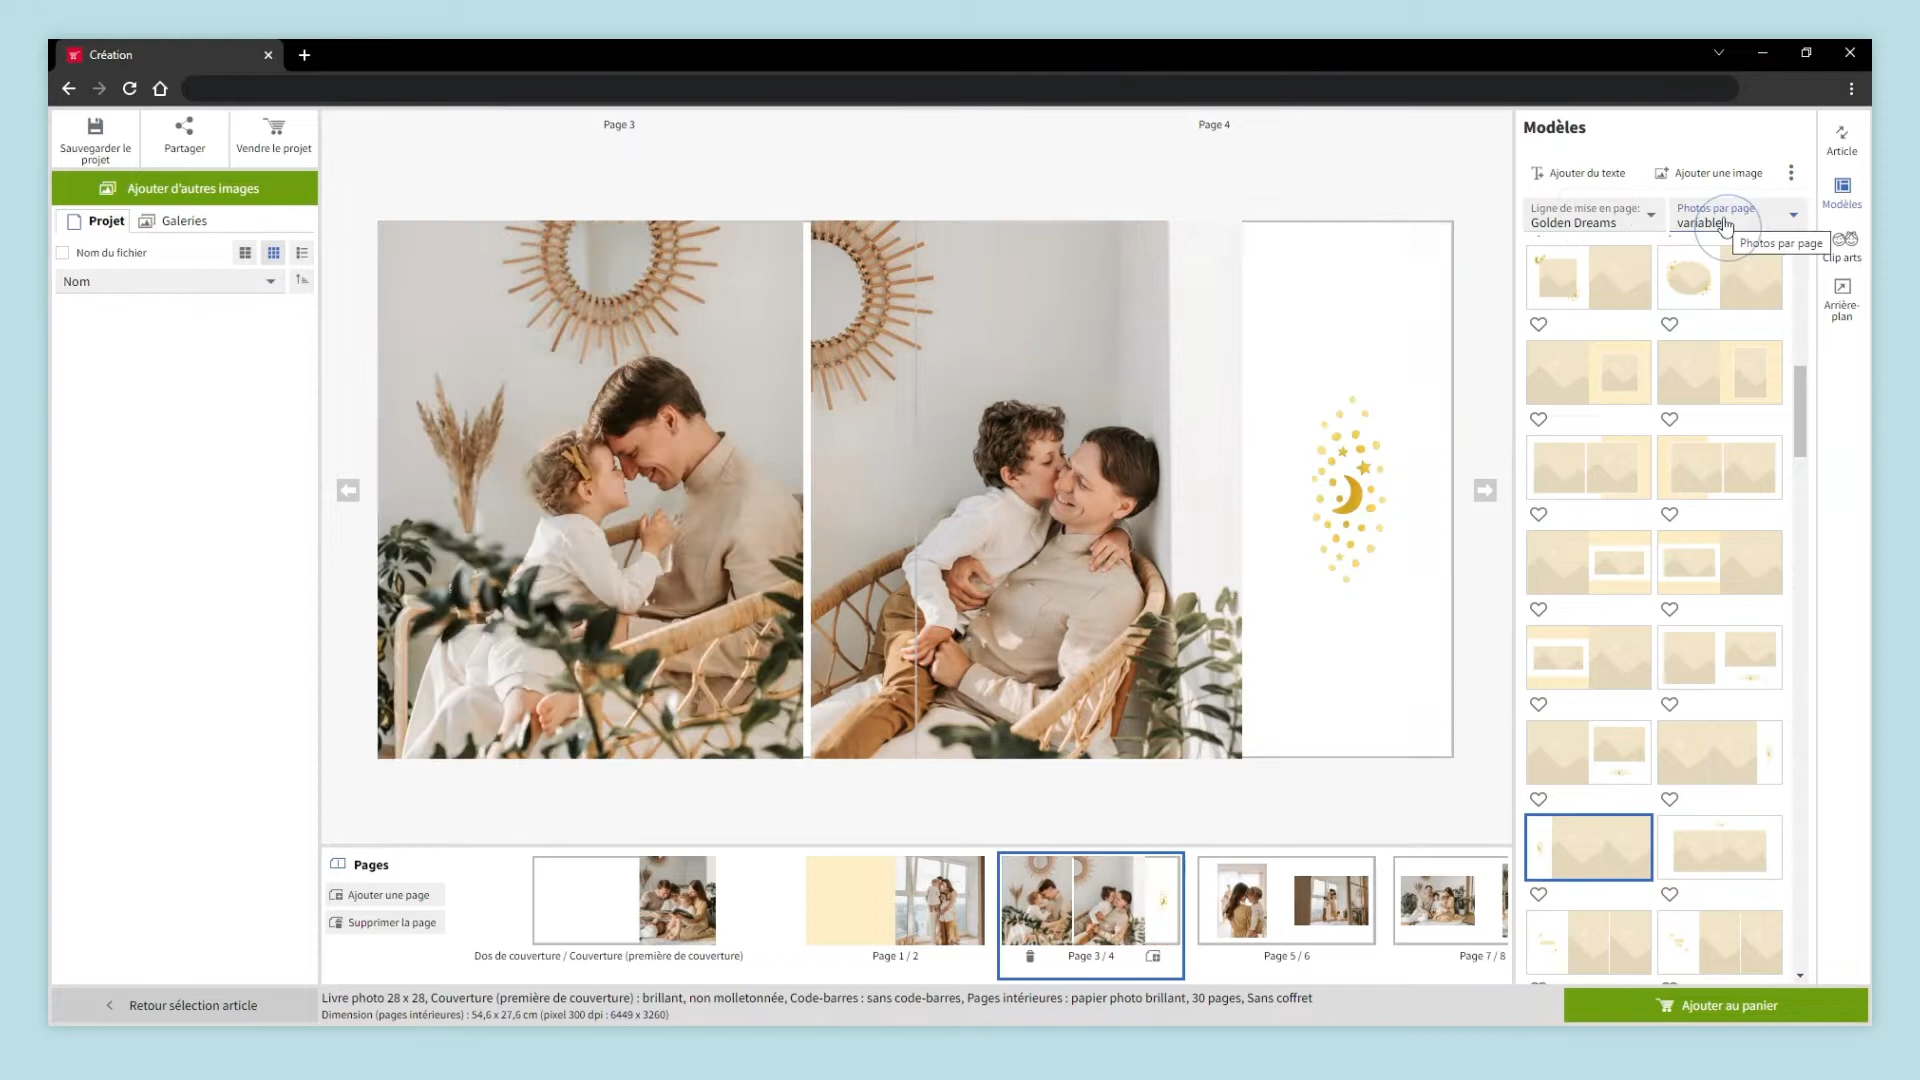 Création
Sauvegarder le
projet
Partager
Vendre le projet
Ajouter d'autres images
Projet
Galeries
Nom du fichier
Nom
Page 3
Page 4
Modèles
Ajouter du texte
Ajouter une image
Ligne de mise en page:
Golden Dreams
Photos par page
variable
Photos par page
Article
Modèles
Clip arts
Arrière-
plan
Pages
Ajouter une page
Supprimer la page
Dos de couverture / Couverture (première de couverture)
Page 1 / 2
Page 3 / 4
Page 5 / 6
Page 7 / 8
Retour sélection article
Livre photo 28 x 28, Couverture (première de couverture) : brillant, non molletonnée, Code-barres : sans code-barres, Pages intérieures : papier photo brillant, 30 pages, Sans coffret
Dimension (pages intérieures) : 54,6 x 27,6 cm (pixel 300 dpi : 6449 x 3260)
Ajouter au panier